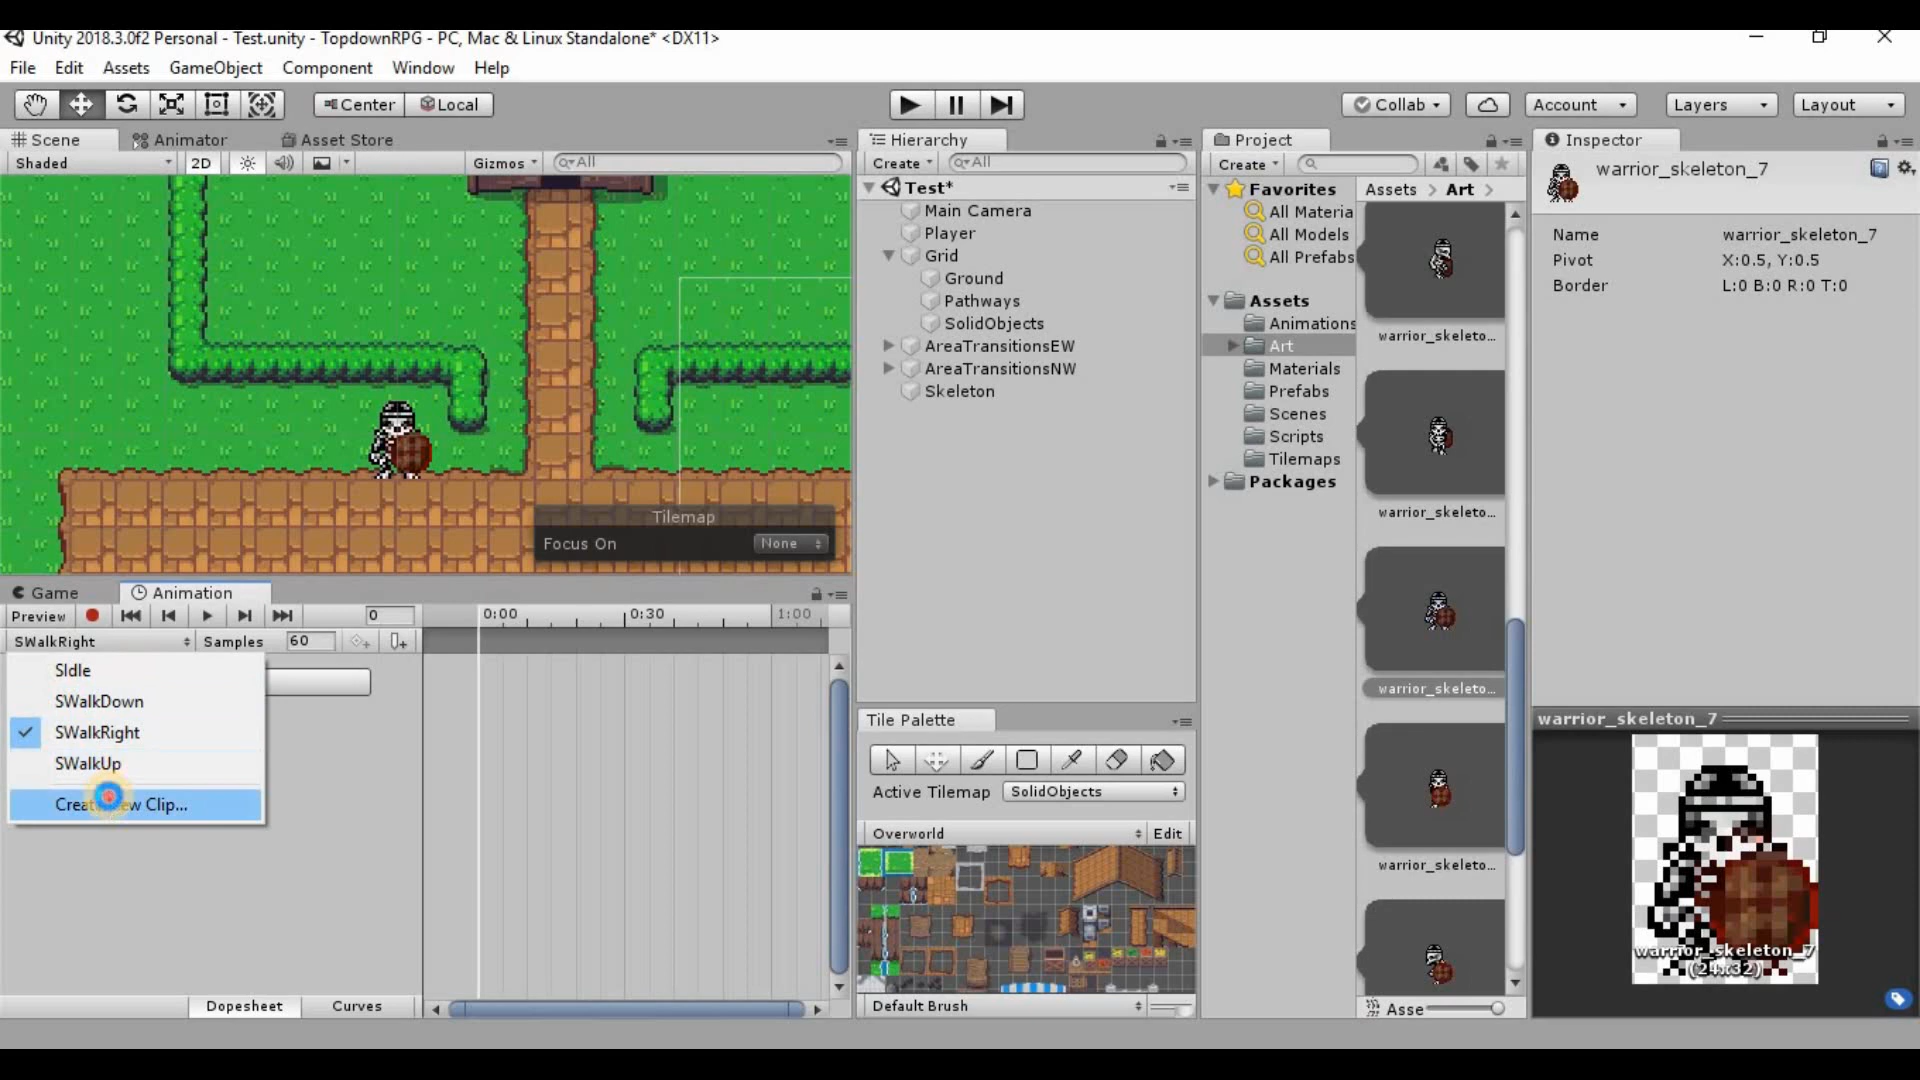 Unity 2018.3.0f2 Personal - Test.unity - TopdownRPG - PC, Mac & Linux Standalone* <DX11>
File Edit Assets GameObject Component Window Help
Center Local
Collab Account Layers Layout
Scene Animator Asset Store
Shaded 2D Gizmos All
Tilemap
Focus On None
Game Animation
Preview 0 0:00 0:30 1:00
SWalkRight Samples 60
SIdle
SWalkDown
SWalkRight
SWalkUp
Create New Clip...
Dopesheet Curves
Hierarchy
Create All
Test*
Main Camera
Player
Grid
Ground
Pathways
SolidObjects
AreaTransitionsEW
AreaTransitionsNW
Skeleton
Tile Palette
Active Tilemap SolidObjects
Overworld Edit
Default Brush
Project
Create
Favorites
All Materia
All Models
All Prefabs
Assets
Animations
Art
Materials
Prefabs
Scenes
Scripts
Tilemaps
Packages
Assets > Art >
warrior_skeleto...
warrior_skeleto...
warrior_skeleto...
warrior_skeleto...
Asse
Inspector
warrior_skeleton_7
Name warrior_skeleton_7
Pivot X:0.5, Y:0.5
Border L:0 B:0 R:0 T:0
warrior_skeleton_7
warrior_skeleton_7
(24x32)